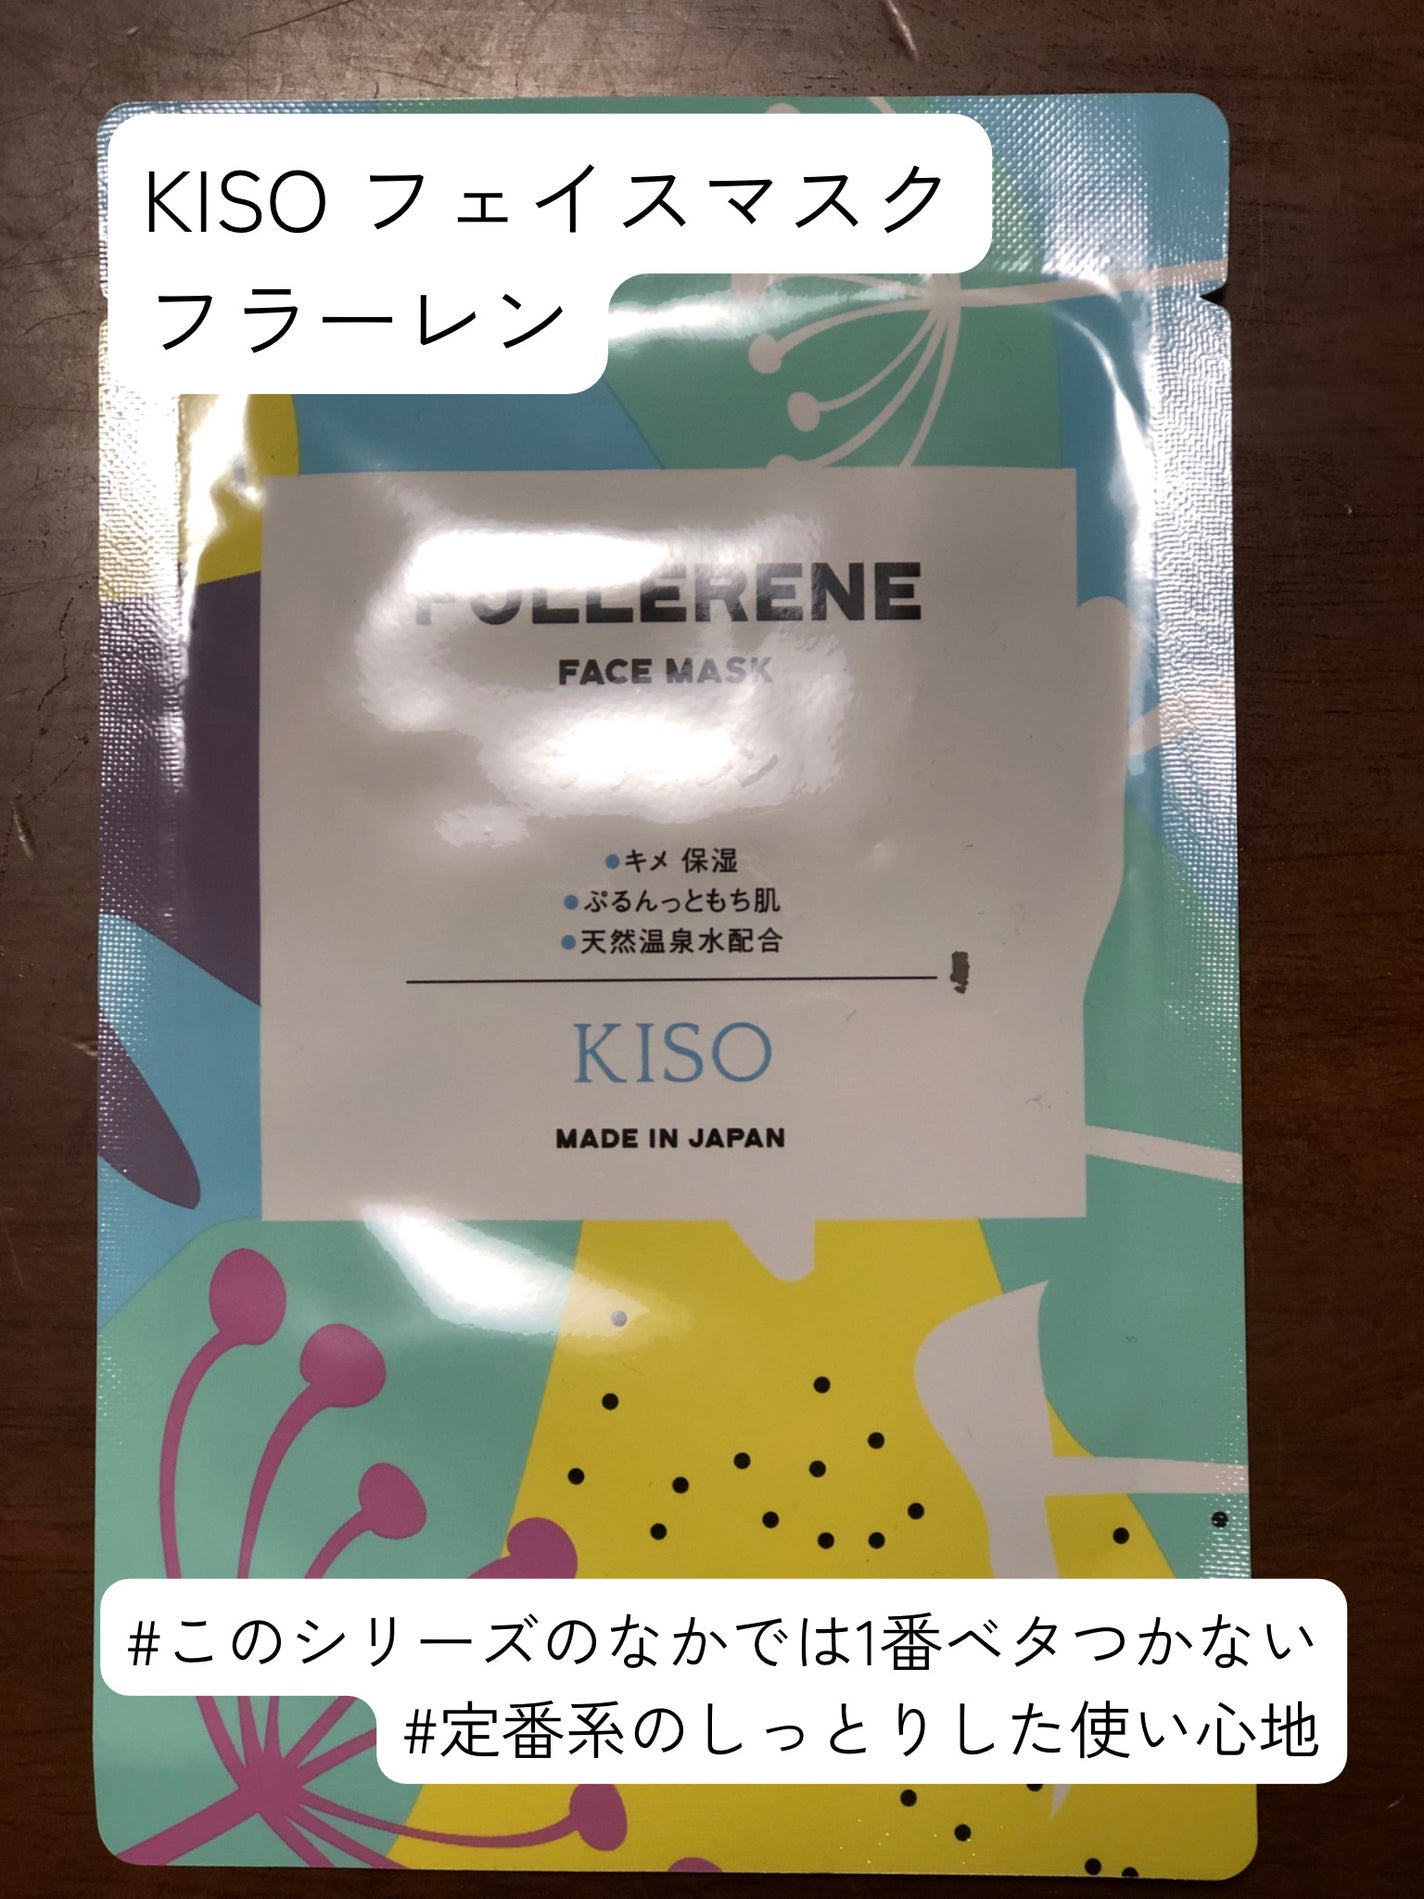 KISO フェイスマスク
フラーレン
FULLERENE
FACE MASK
●キメ 保湿
●ぷるんっともち肌
●天然温泉水配合
KISO
MADE IN JAPAN
#このシリーズのなかでは1番ベタつかない
#定番系のしっとりした使い心地